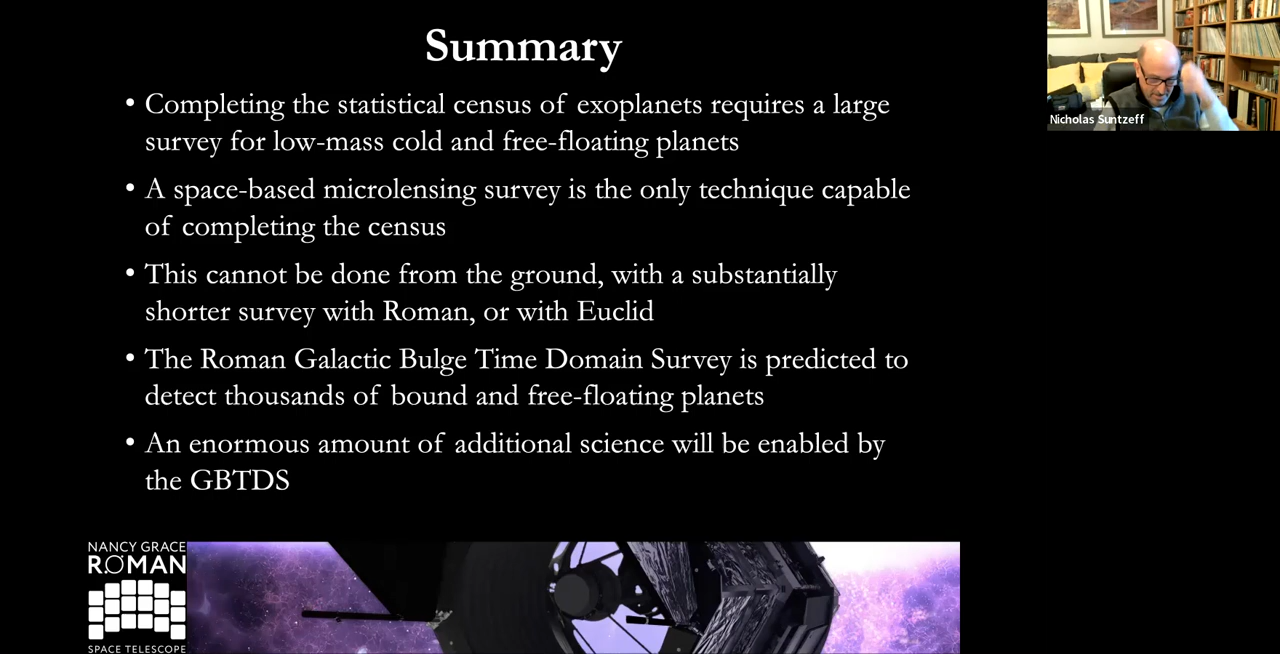 Summary
• Completing the statistical census of exoplanets requires a large
survey for low-mass cold and free-floating planets
• A space-based microlensing survey is the only technique capable
of completing the census
• This cannot be done from the ground, with a substantially
shorter survey with Roman, or with Euclid
• The Roman Galactic Bulge Time Domain Survey is predicted to
detect thousands of bound and free-floating planets
• An enormous amount of additional science will be enabled by
the GBTDS
NANCY GRACE
ROMAN
SPACE TELESCOPE
Nicholas Suntzeff